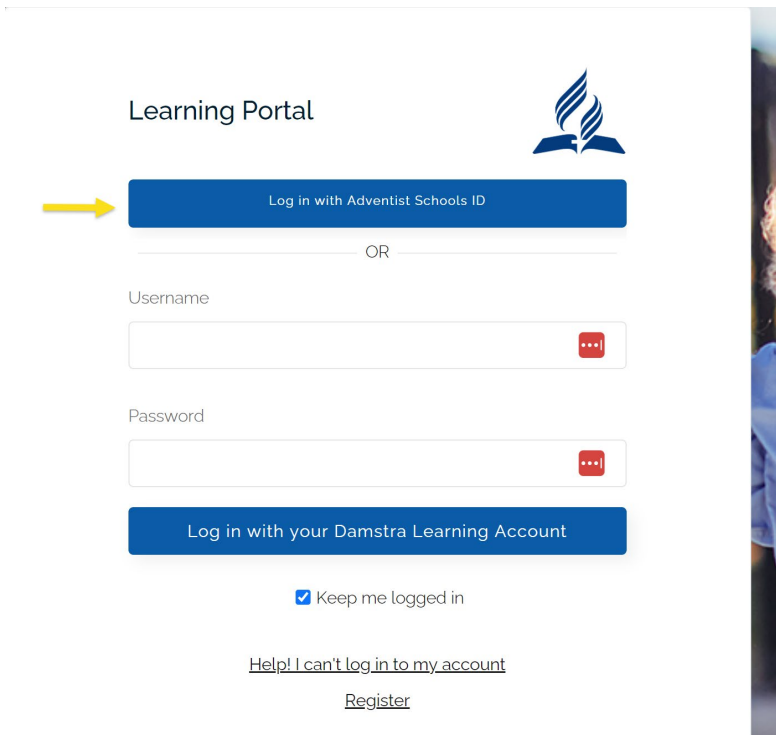 Learning Portal
Log in with Adventist Schools ID
OR
Username
Password
Log in with your Damstra Learning Account
Keep me logged in
Help! I can't log in to my account
Register